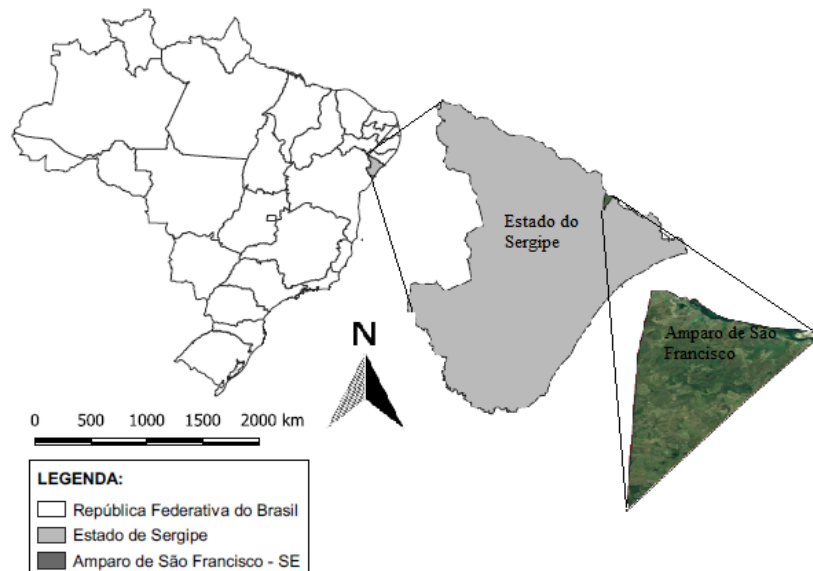 Estado do
Sergipe
Amparo de São
Francisco
N
0 500 1000 1500 2000 km
LEGENDA:
República Federativa do Brasil
Estado de Sergipe
Amparo de São Francisco - SE